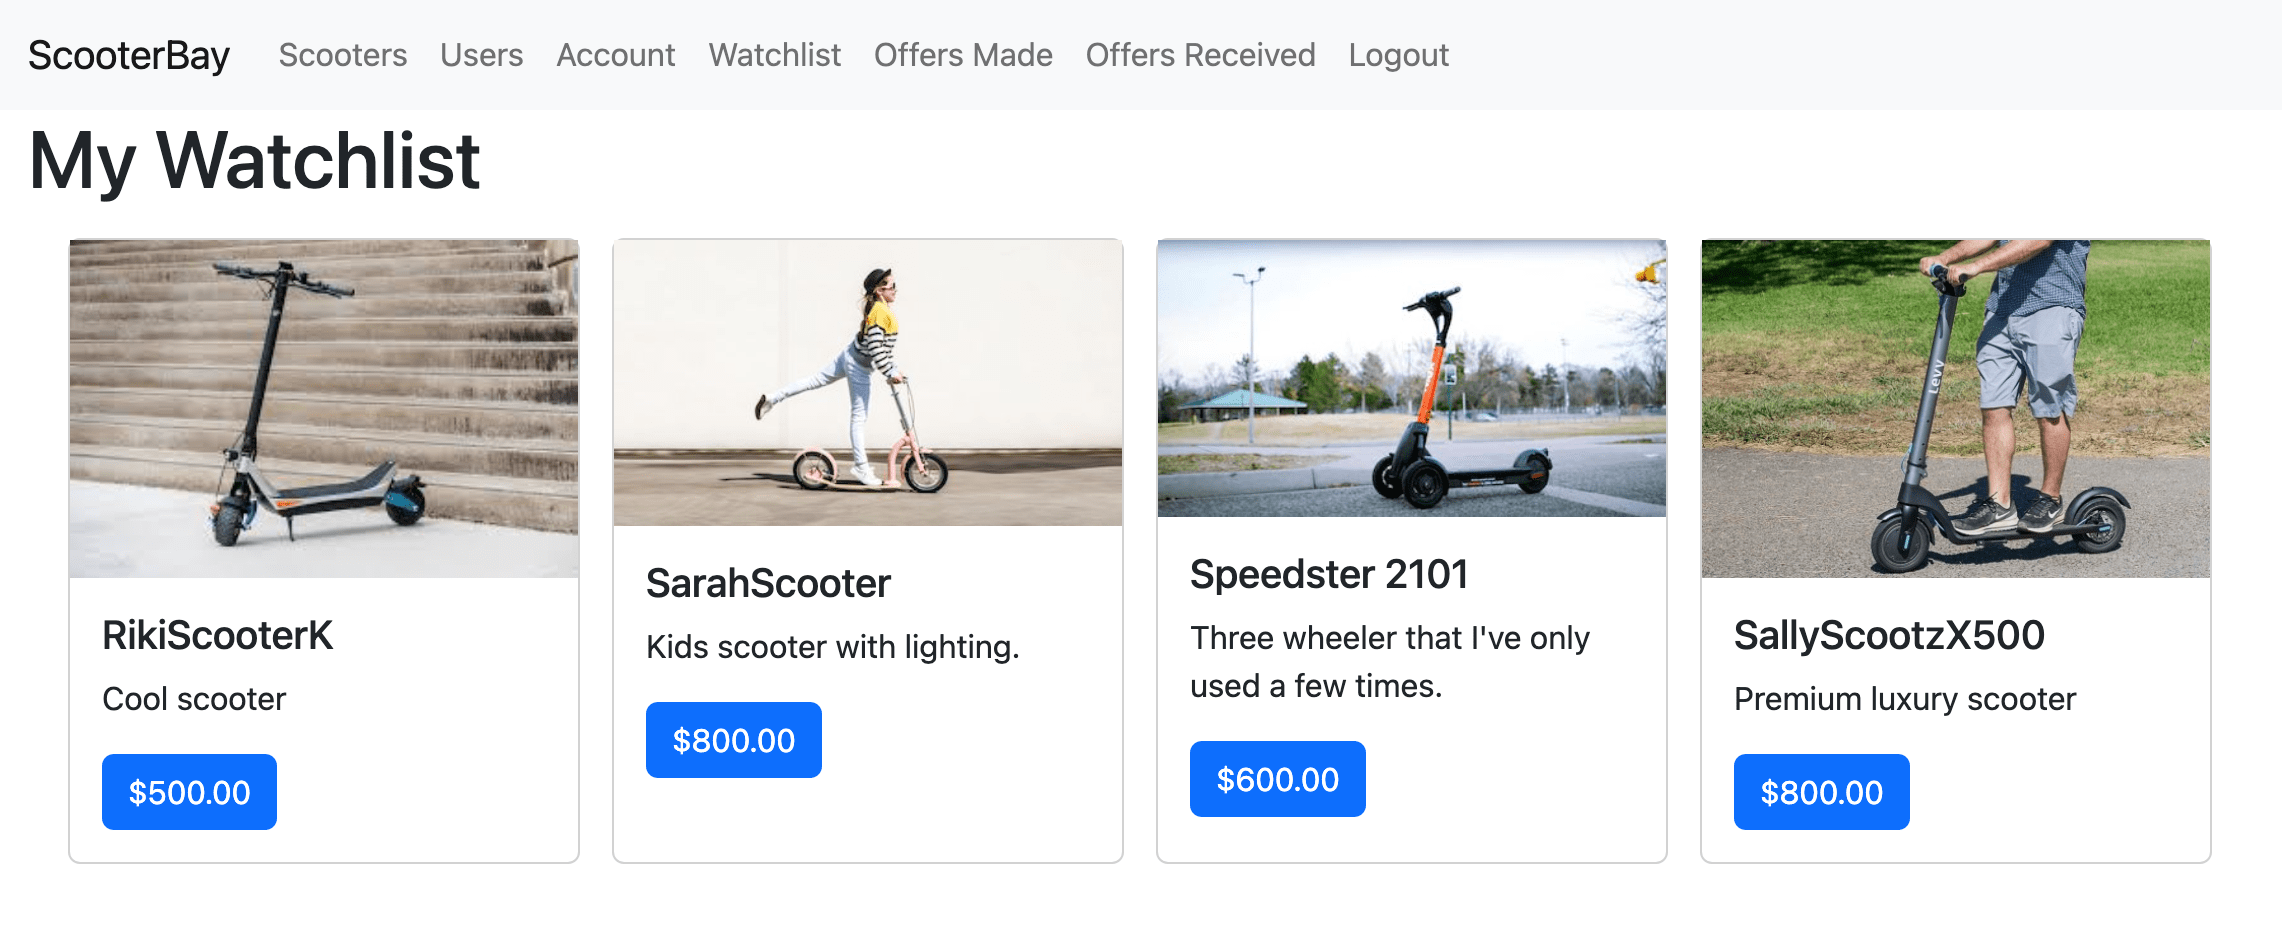 ScooterBay Scooters Users Account Watchlist Offers Made Offers Received Logout
My Watchlist
RikiScooterK
Cool scooter
$500.00
SarahScooter
Kids scooter with lighting.
$800.00
Speedster 2101
Three wheeler that I've only
used a few times.
$600.00
Levy
SallyScootzX500
Premium luxury scooter
$800.00